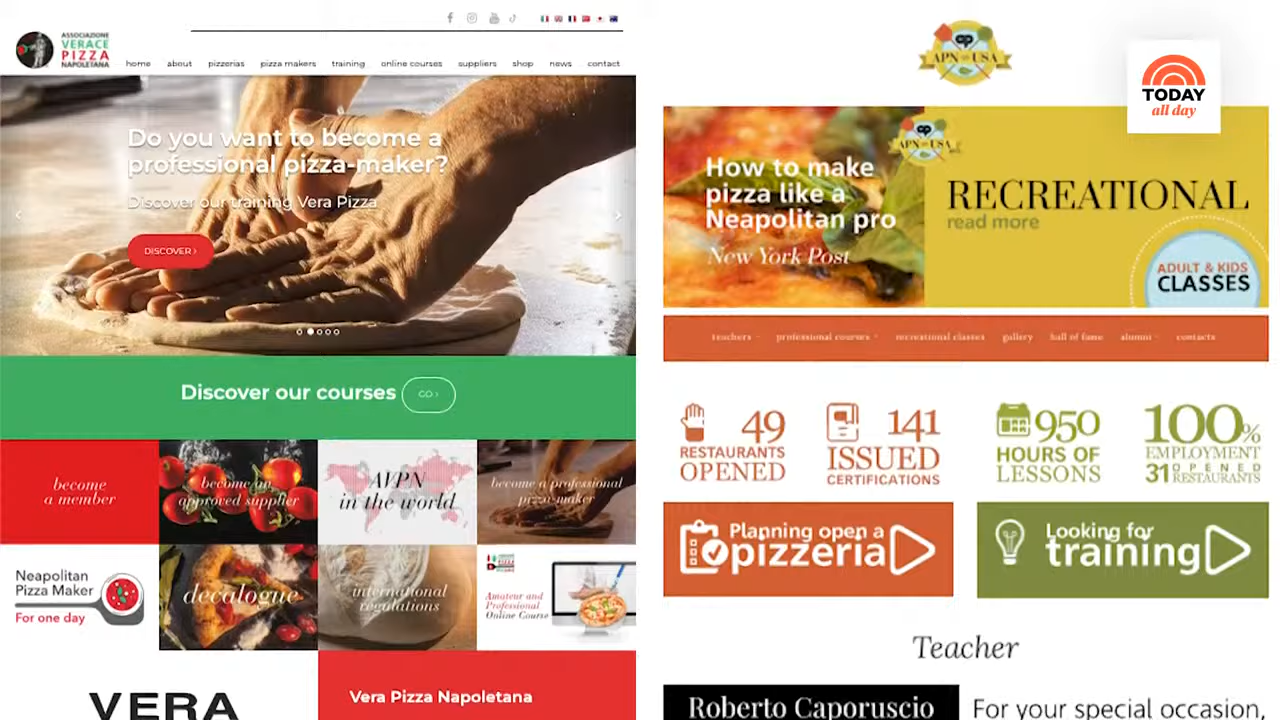 ASSOCIAZIONE
VERACE
PIZZA
NAPOLETANA
home about pizzerias pizza makers training online courses suppliers shop news contact
Do you want to become a
professional pizza-maker?
Discover our training Vera Pizza
DISCOVER ›
Discover our courses GO ›
become
a member
become an
approved supplier
AVPN
in the world
become a professional
pizza-maker
Neapolitan
Pizza Maker
For one day
decalogue
international
regulations
Amateur and
Professional
Online Course
VERA
Vera Pizza Napoletana
APN USA
TODAY
all day
How to make
pizza like a
Neapolitan pro
New York Post
APN USA
RECREATIONAL
read more
ADULT & KIDS
CLASSES
teachers professional courses recreational classes gallery hall of fame alumni contacts
49
RESTAURANTS
OPENED
141
ISSUED
CERTIFICATIONS
950
HOURS OF
LESSONS
100%
EMPLOYMENT
31 OPENED
RESTAURANTS
Planning open a
pizzeria
Looking for
training
Teacher
Roberto Caporuscio
For your special occasion,